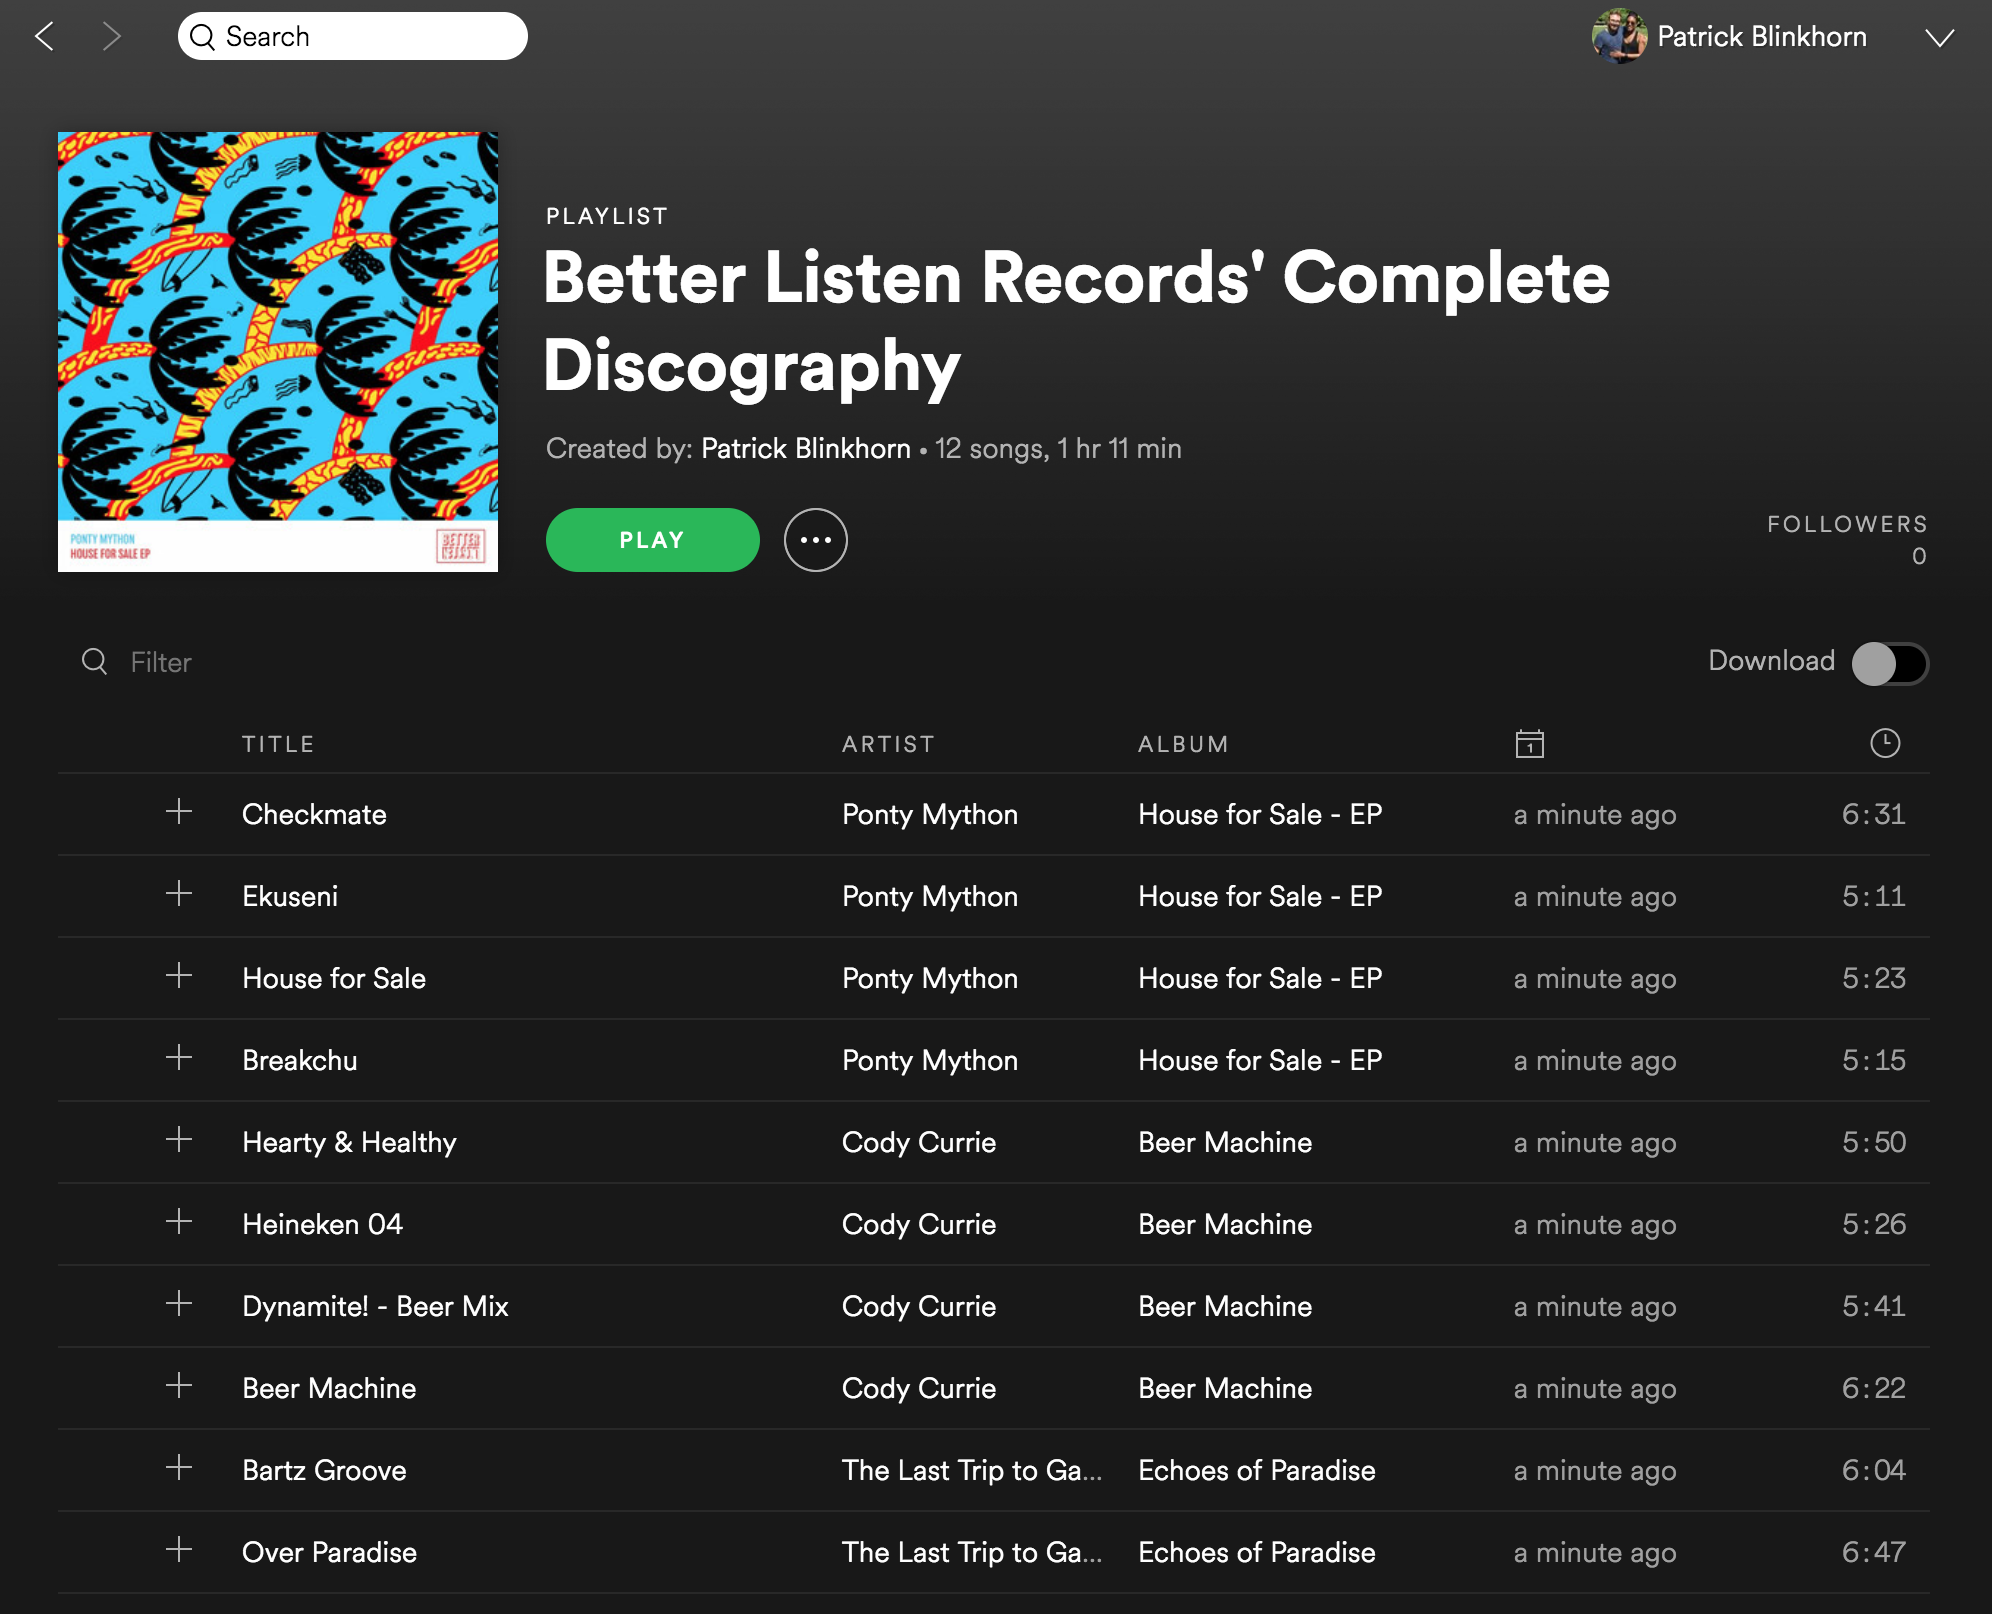 Search
Patrick Blinkhorn
PLAYLIST
Better Listen Records' Complete
Discography
Created by: Patrick Blinkhorn • 12 songs, 1 hr 11 min
PLAY
FOLLOWERS
0
PONTY MYTHON
HOUSE FOR SALE EP
BETTER
Filter
Download
TITLE ARTIST ALBUM 1
Checkmate Ponty Mython House for Sale - EP a minute ago 6:31
Ekuseni Ponty Mython House for Sale - EP a minute ago 5:11
House for Sale Ponty Mython House for Sale - EP a minute ago 5:23
Breakchu Ponty Mython House for Sale - EP a minute ago 5:15
Hearty & Healthy Cody Currie Beer Machine a minute ago 5:50
Heineken 04 Cody Currie Beer Machine a minute ago 5:26
Dynamite! - Beer Mix Cody Currie Beer Machine a minute ago 5:41
Beer Machine Cody Currie Beer Machine a minute ago 6:22
Bartz Groove The Last Trip to Ga... Echoes of Paradise a minute ago 6:04
Over Paradise The Last Trip to Ga... Echoes of Paradise a minute ago 6:47